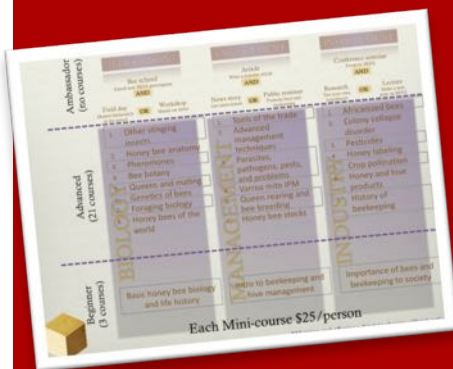 Ambassador
(no courses)
Bee school
AND
Field day
OR
Workshop
Article
AND
News story
OR
Public seminar
Conference seminar
AND
Research
OR
Lecture
Advanced
(21 courses)
BIOLOGY
Other stinging
insects
Honey bee anatomy
Pheromones
Bee botany
Queens and mating
Genetics of bees
Foraging biology
Honey bees of the
world
MANAGEMENT
Tools of the trade
Advanced
management
techniques
Parasites,
pathogens, pests,
and problems
Varroa mite IPM
Queen rearing and
bee breeding
Honey bee stocks
INDUSTRY
Africanized bees
Colony collapse
disorder
Pesticides
Honey labeling
Crop pollination
Honey and hive
products
History of
beekeeping
Beginner
(3 courses)
Basic honey bee biology
and life history
Intro to beekeeping and
hive management
Importance of bees and
beekeeping to society
Each Mini-course $25/person